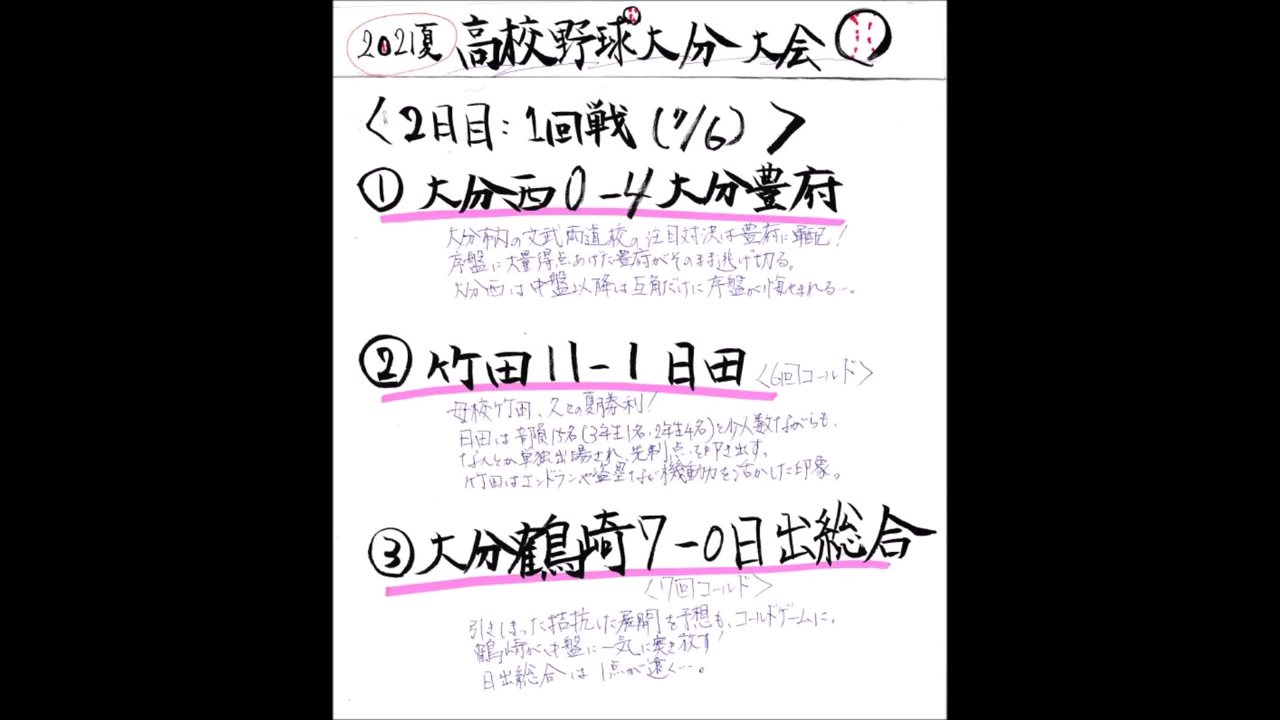 2021夏 高校野球大分大会
<2日目:1回戦(7/6)>
① 大分西0-4大分豊府
大分市内の文武両道校の注目対決は豊府に軍配!
序盤に大量得点あげた豊府がそのまま逃げ切る。
大分西は中盤以降は互角だけに序盤が悔まれる…。
② 竹田11-1日田<6回コールド>
母校竹田、久々の夏勝利!
日田は部員15名(3年生1名・2年生4名)と少人数ながらも、
なんとか単独出場され、先制点を叩き出す。
竹田はエンドランや盗塁など機動力を活かした印象。
③ 大分鶴崎7-0日出総合
<7回コールド>
引きしまった拮抗した展開を予想も、コールドゲームに。
鶴崎が中盤に一気に突き放す!
日出総合は1点が遠く…。